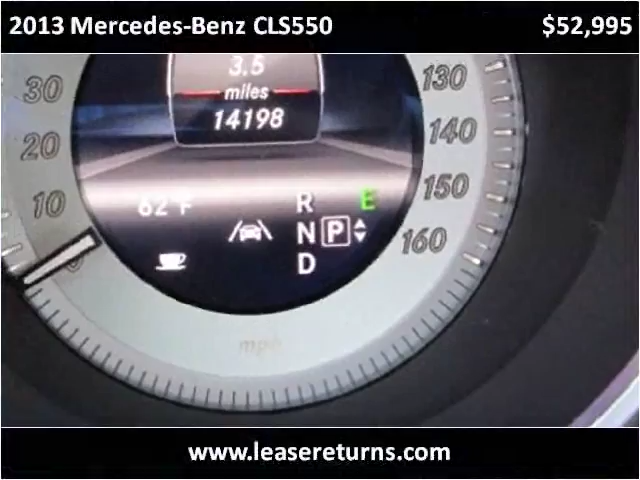 2013 Mercedes-Benz CLS550 $52,995
30 3.5 130
miles
20 14198 140
10 62°F R E 150
0 N P 160
D
mph
www.leasereturns.com